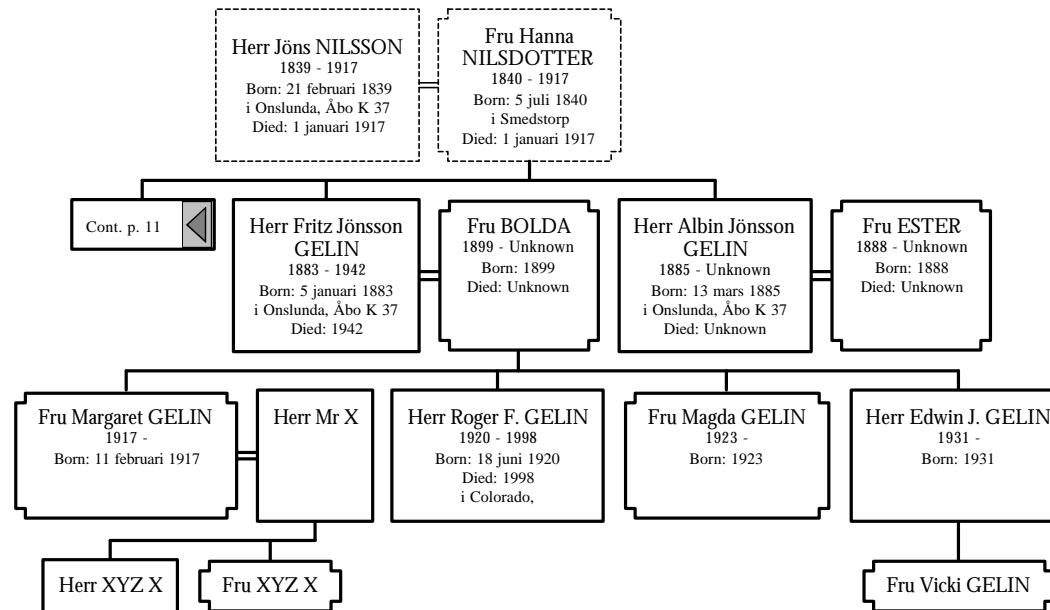 Herr Jöns NILSSON
1839 - 1917
Born: 21 februari 1839
i Onslunda, Åbo K 37
Died: 1 januari 1917
Fru Hanna
NILSDOTTER
1840 - 1917
Born: 5 juli 1840
i Smedstorp
Died: 1 januari 1917
Cont. p. 11
Herr Fritz Jönsson
GELIN
1883 - 1942
Born: 5 januari 1883
i Onslunda, Åbo K 37
Died: 1942
Fru BOLDA
1899 - Unknown
Born: 1899
Died: Unknown
Herr Albin Jönsson
GELIN
1885 - Unknown
Born: 13 mars 1885
i Onslunda, Åbo K 37
Died: Unknown
Fru ESTER
1888 - Unknown
Born: 1888
Died: Unknown
Fru Margaret GELIN
1917 -
Born: 11 februari 1917
Herr Mr X
Herr Roger F. GELIN
1920 - 1998
Born: 18 juni 1920
Died: 1998
i Colorado,
Fru Magda GELIN
1923 -
Born: 1923
Herr Edwin J. GELIN
1931 -
Born: 1931
Herr XYZ X
Fru XYZ X
Fru Vicki GELIN